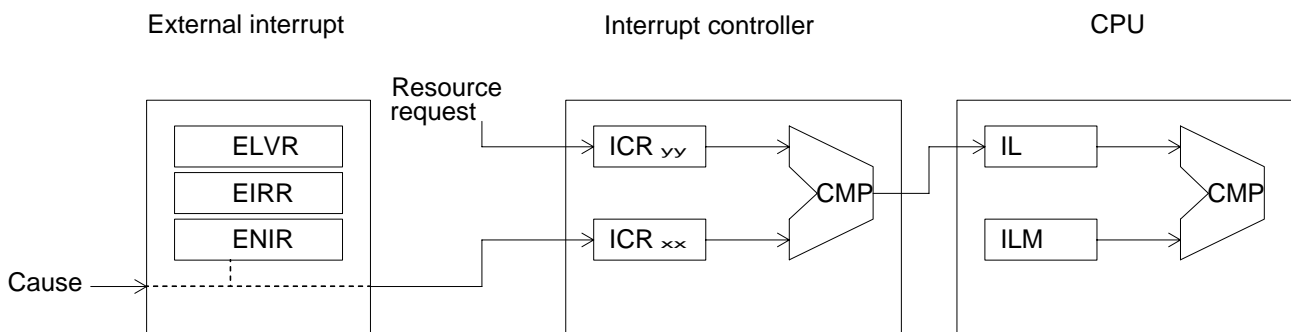 External interrupt
Interrupt controller
CPU
Resource
request
ELVR
EIRR
ENIR
Cause
ICR yy
ICR xx
CMP
IL
ILM
CMP